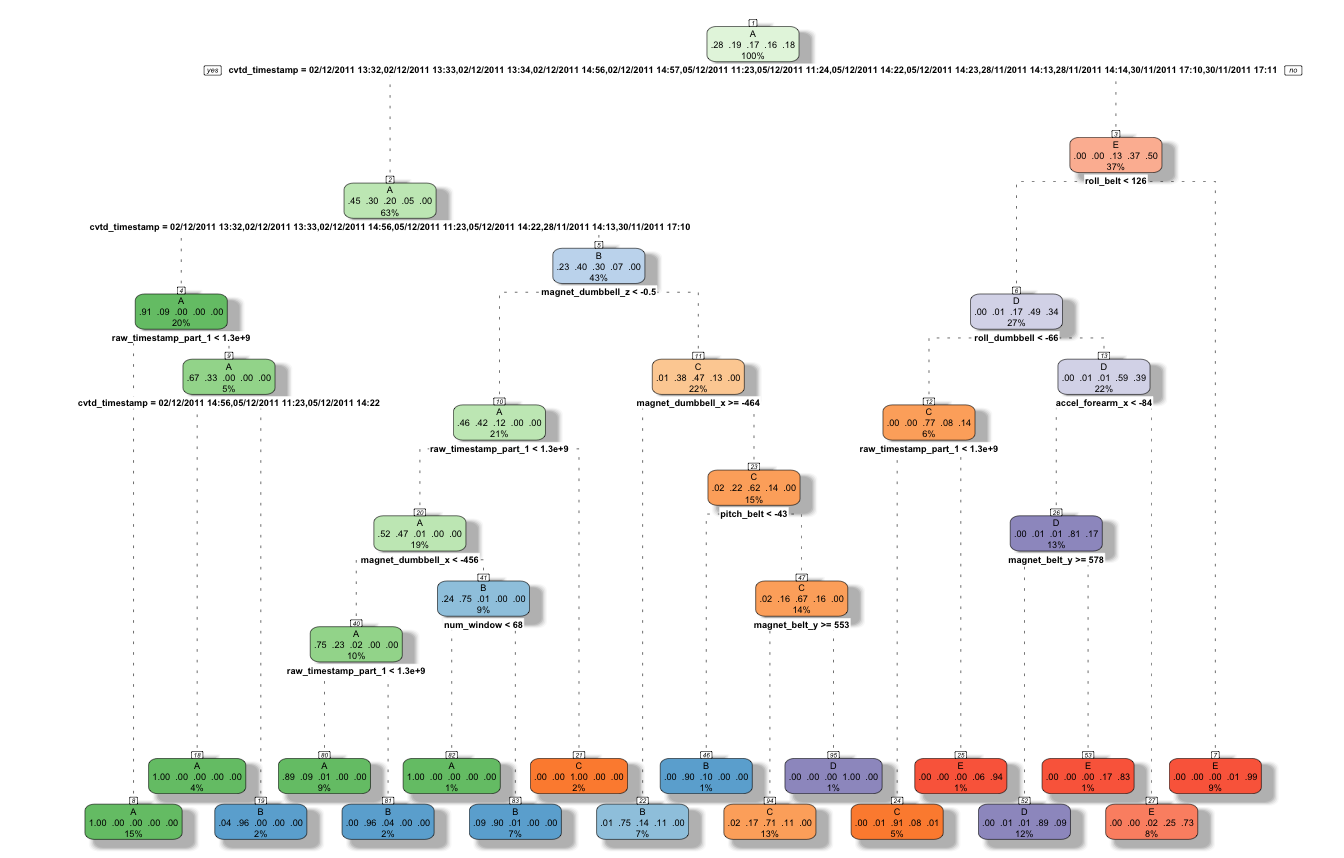 1
A
.28 .19 .17 .16 .18
100%
yes cvtd_timestamp = 02/12/2011 13:32,02/12/2011 13:33,02/12/2011 13:34,02/12/2011 14:56,02/12/2011 14:57,05/12/2011 11:23,05/12/2011 11:24,05/12/2011 14:22,05/12/2011 14:23,28/11/2011 14:13,28/11/2011 14:14,30/11/2011 17:10,30/11/2011 17:11 no
3
E
.00 .00 .13 .37 .50
37%
roll_belt < 126
2
A
.45 .30 .20 .05 .00
63%
cvtd_timestamp = 02/12/2011 13:32,02/12/2011 13:33,02/12/2011 14:56,05/12/2011 11:23,05/12/2011 14:22,28/11/2011 14:13,30/11/2011 17:10
5
B
.23 .40 .30 .07 .00
43%
magnet_dumbbell_z < -0.5
4
A
.91 .09 .00 .00 .00
20%
raw_timestamp_part_1 < 1.3e+9
6
D
.00 .01 .17 .49 .34
27%
roll_dumbbell < -66
9
A
.67 .33 .00 .00 .00
5%
cvtd_timestamp = 02/12/2011 14:56,05/12/2011 11:23,05/12/2011 14:22
11
C
.01 .38 .47 .13 .00
22%
magnet_dumbbell_x >= -464
13
D
.00 .01 .01 .59 .39
22%
accel_forearm_x < -84
10
A
.46 .42 .12 .00 .00
21%
raw_timestamp_part_1 < 1.3e+9
12
C
.00 .00 .77 .08 .14
6%
raw_timestamp_part_1 < 1.3e+9
23
C
.02 .22 .62 .14 .00
15%
pitch_belt < -43
20
A
.52 .47 .01 .00 .00
19%
magnet_dumbbell_x < -456
26
D
.00 .01 .01 .81 .17
13%
magnet_belt_y >= 578
41
B
.24 .75 .01 .00 .00
9%
num_window < 68
47
C
.02 .16 .67 .16 .00
14%
magnet_belt_y >= 553
40
A
.75 .23 .02 .00 .00
10%
raw_timestamp_part_1 < 1.3e+9
18
A
1.00 .00 .00 .00 .00
4%
80
A
.89 .09 .01 .00 .00
9%
82
A
1.00 .00 .00 .00 .00
1%
21
C
.00 .00 1.00 .00 .00
2%
46
B
.00 .90 .10 .00 .00
1%
95
D
.00 .00 .00 1.00 .00
1%
25
E
.00 .00 .00 .06 .94
1%
53
E
.00 .00 .00 .17 .83
1%
7
E
.00 .00 .00 .01 .99
9%
8
A
1.00 .00 .00 .00 .00
15%
19
B
.04 .96 .00 .00 .00
2%
81
B
.00 .96 .04 .00 .00
2%
83
B
.09 .90 .01 .00 .00
7%
22
B
.01 .75 .14 .11 .00
7%
94
C
.02 .17 .71 .11 .00
13%
24
C
.00 .01 .91 .08 .01
5%
52
D
.00 .01 .01 .89 .09
12%
27
E
.00 .00 .02 .25 .73
8%